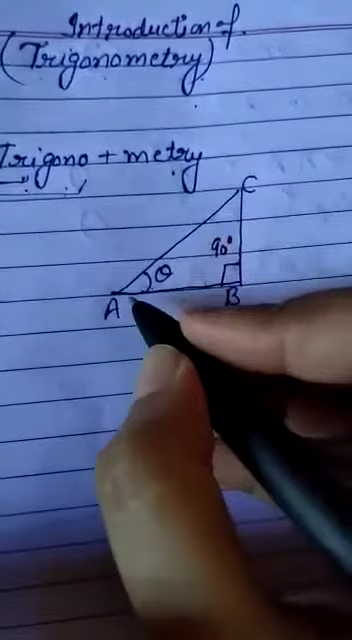 Introduction of.
(Trigonometry)
Trigono + metry
C
90°
θ
A
B